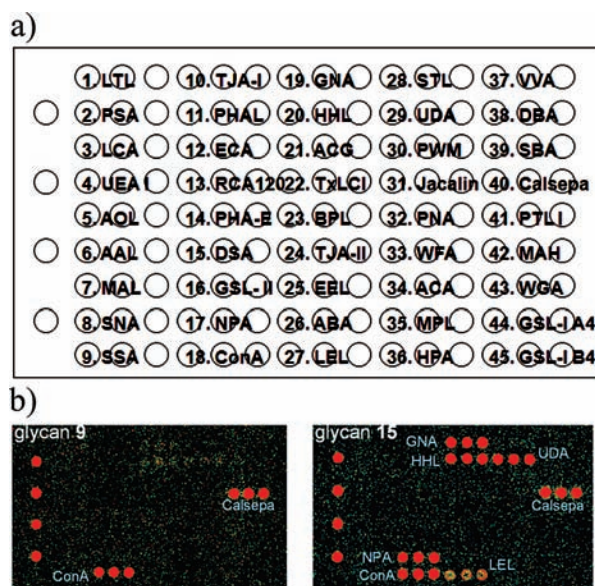 a)
1. LTL 10. TJA-I 19. GNA 28. STL 37. VVA
2. PSA 11. PHAL 20. HHL 29. UDA 38. DBA
3. LCA 12. ECA 21. ACG 30. PWM 39. SBA
4. UEA I 13. RCA120 22. TxLCI 31. Jacalin 40. Calsepa
5. AOL 14. PHA-E 23. BPL 32. PNA 41. PTL I
6. AAL 15. DSA 24. TJA-II 33. WFA 42. MAH
7. MAL 16. GSL-II 25. EEL 34. ACA 43. WGA
8. SNA 17. NPA 26. ABA 35. MPL 44. GSL-I A4
9. SSA 18. ConA 27. LEL 36. HPA 45. GSL-I B4
b)
glycan 9
Calsepa
ConA
glycan 15
GNA
HHL UDA
Calsepa
NPA
ConA LEL